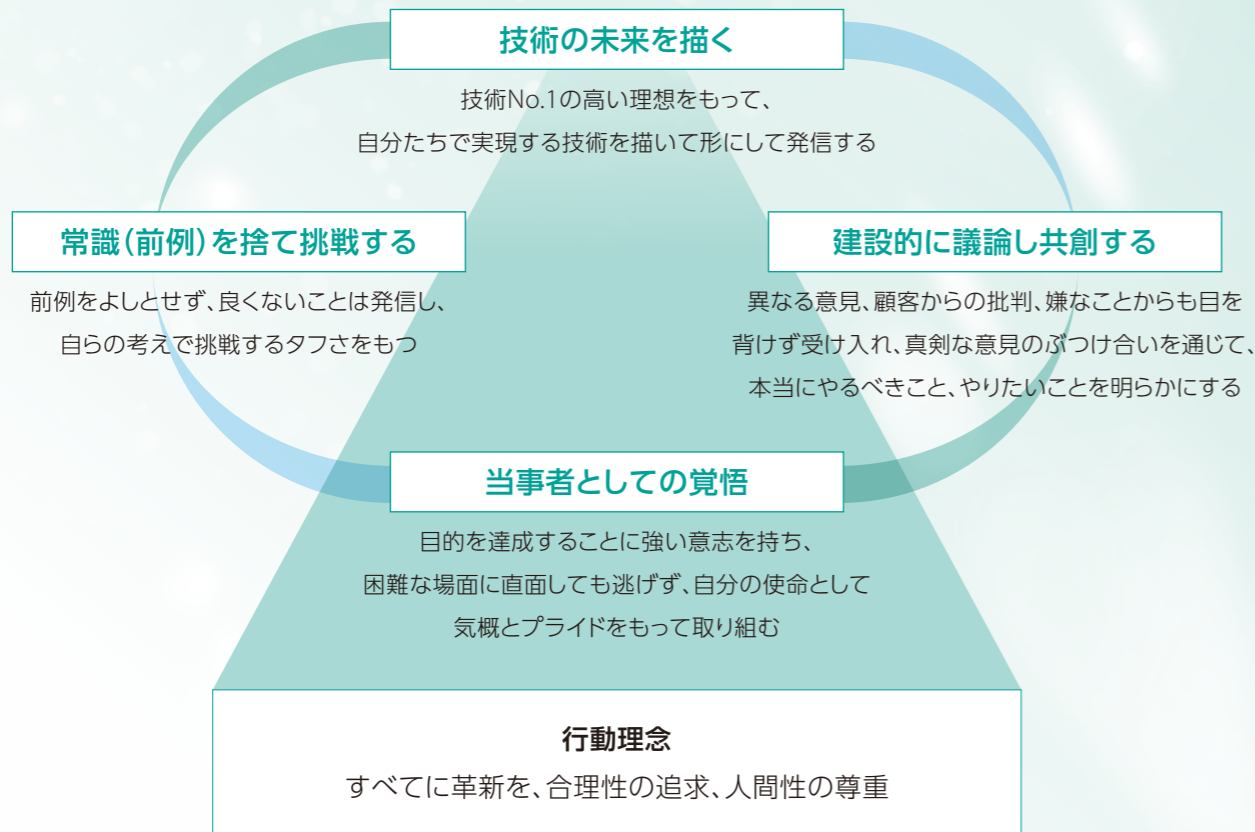 技術の未来を描く
技術No.1の高い理想をもって、
自分たちで実現する技術を描いて形にして発信する
常識（前例）を捨て挑戦する
前例をよしとせず、良くないことは発信し、
自らの考えで挑戦するタフさをもつ
建設的に議論し共創する
異なる意見、顧客からの批判、嫌なことからも目を
背けず受け入れ、真剣な意見のぶつけ合いを通じて、
本当にやるべきこと、やりたいことを明らかにする
当事者としての覚悟
目的を達成することに強い意志を持ち、
困難な場面に直面しても逃げず、自分の使命として
気概とプライドをもって取り組む
行動理念
すべてに革新を、合理性の追求、人間性の尊重